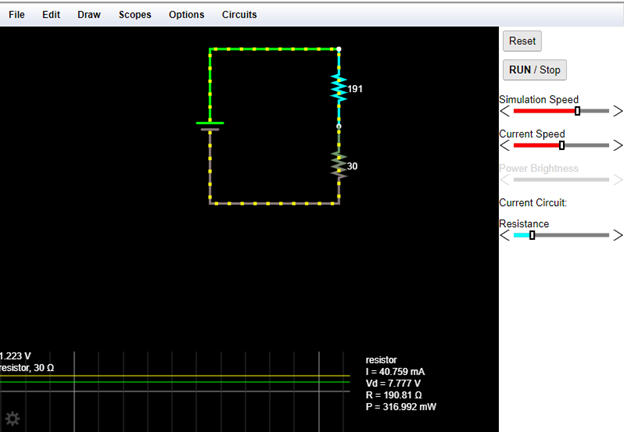 File Edit Draw Scopes Options Circuits
Reset
RUN / Stop
Simulation Speed
Current Speed
Power Brightness
Current Circuit:
Resistance
191
30
1.223 V
resistor, 30 Ω
resistor
I = 40.759 mA
Vd = 7.777 V
R = 190.81 Ω
P = 316.992 mW